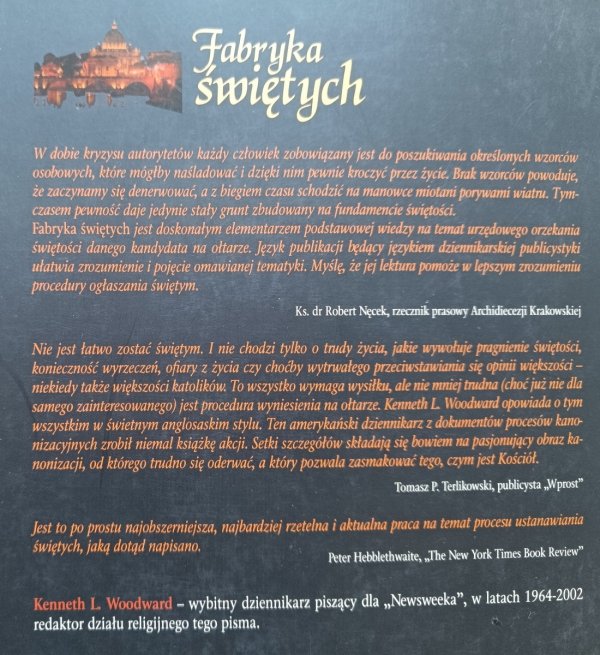 Fabryka
świętych
W dobie kryzysu autorytetów każdy człowiek zobowiązany jest do poszukiwania określonych wzorców
osobowych, które mógłby naśladować i dzięki nim pewnie kroczyć przez życie. Brak wzorców powoduje,
że zaczynamy się denerwować, a z biegiem czasu schodzić na manowce miotani porywami wiatru. Tym-
czasem pewność daje jedynie stały grunt zbudowany na fundamencie świętości.
Fabryka świętych jest doskonałym elementarzem podstawowej wiedzy na temat urzędowego orzekania
świętości danego kandydata na ołtarze. Język publikacji będący językiem dziennikarskiej publicystyki
ułatwia zrozumienie i pojęcie omawianej tematyki. Myślę, że jej lektura pomoże w lepszym zrozumieniu
procedury ogłaszania świętym.
Ks. dr Robert Nęcek, rzecznik prasowy Archidiecezji Krakowskiej
Nie jest łatwo zostać świętym. I nie chodzi tylko o trudy życia, jakie wywołuje pragnienie świętości,
konieczność wyrzeczeń, ofiary z życia czy choćby wytrwałego przeciwstawiania się opinii większości –
niekiedy także większości katolików. To wszystko wymaga wysiłku, ale nie mniej trudna (choć już nie dla
samego zainteresowanego) jest procedura wyniesienia na ołtarze. Kenneth L. Woodward opowiada o tym
wszystkim w świetnym anglosaskim stylu. Ten amerykański dziennikarz z dokumentów procesów kano-
nizacyjnych zrobił niemal książkę akcji. Setki szczegółów składają się bowiem na pasjonujący obraz ka-
nonizacji, od którego trudno się oderwać, a który pozwala zasmakować tego, czym jest Kościół.
Tomasz P. Terlikowski, publicysta „Wprost”
Jest to po prostu najobszerniejsza, najbardziej rzetelna i aktualna praca na temat procesu ustanawiania
świętych, jaką dotąd napisano.
Peter Hebblethwaite, „The New York Times Book Review”
Kenneth L. Woodward – wybitny dziennikarz piszący dla „Newsweeka”, w latach 1964-2002
redaktor działu religijnego tego pisma.